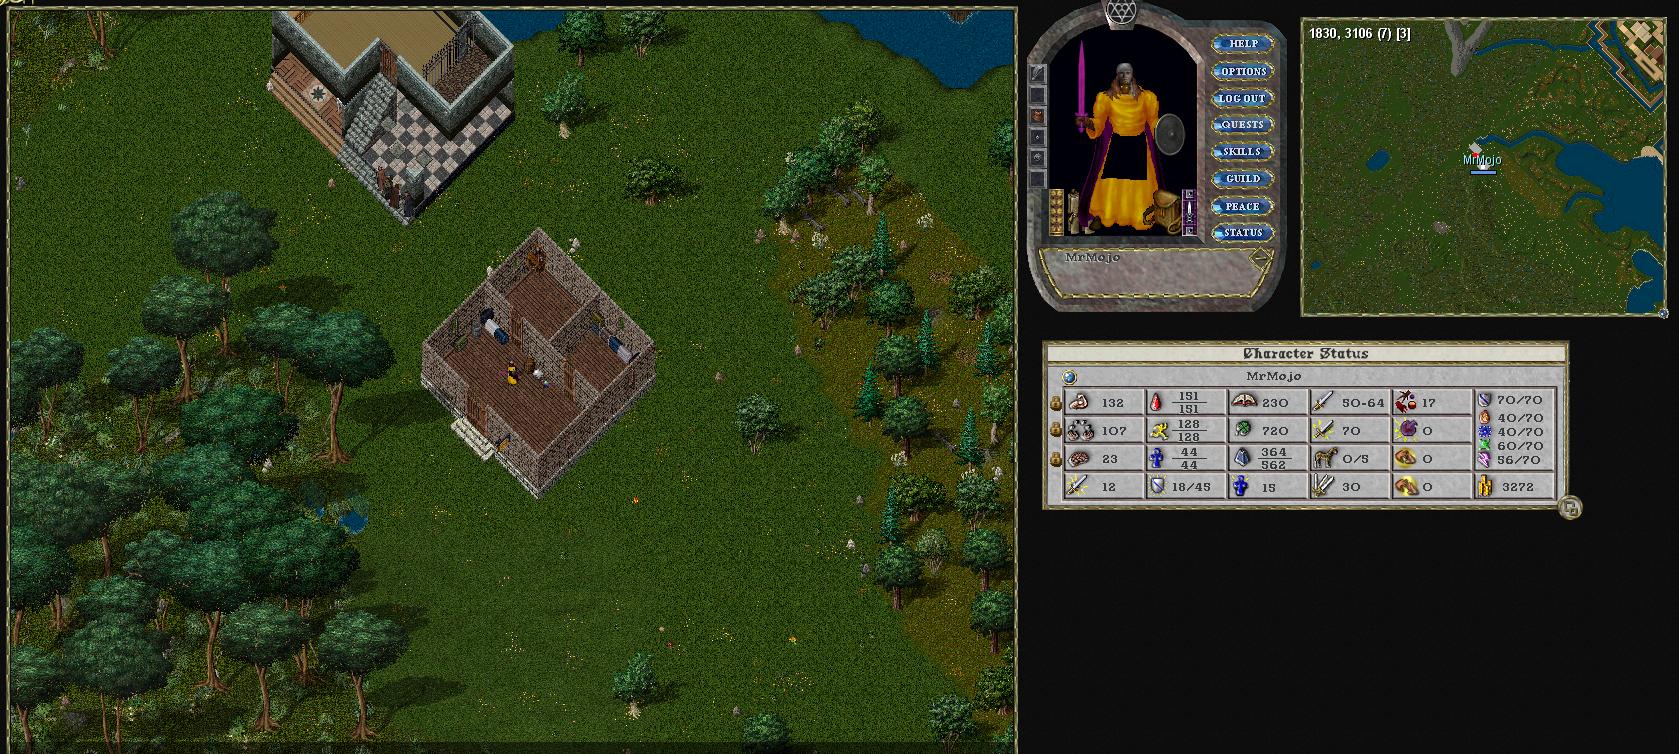 HELP
OPTIONS
LOG OUT
QUESTS
SKILLS
GUILD
PEACE
STATUS
MrMojo
1830, 3106 (7) [3]
MrMojo
Character Status
MrMojo
132 151 230 50-64 17 70/70
151 40/70
107 128 720 70 0 40/70
128 60/70
23 44 364 0/5 0 56/70
44 562
12 18/45 15 30 0 3272